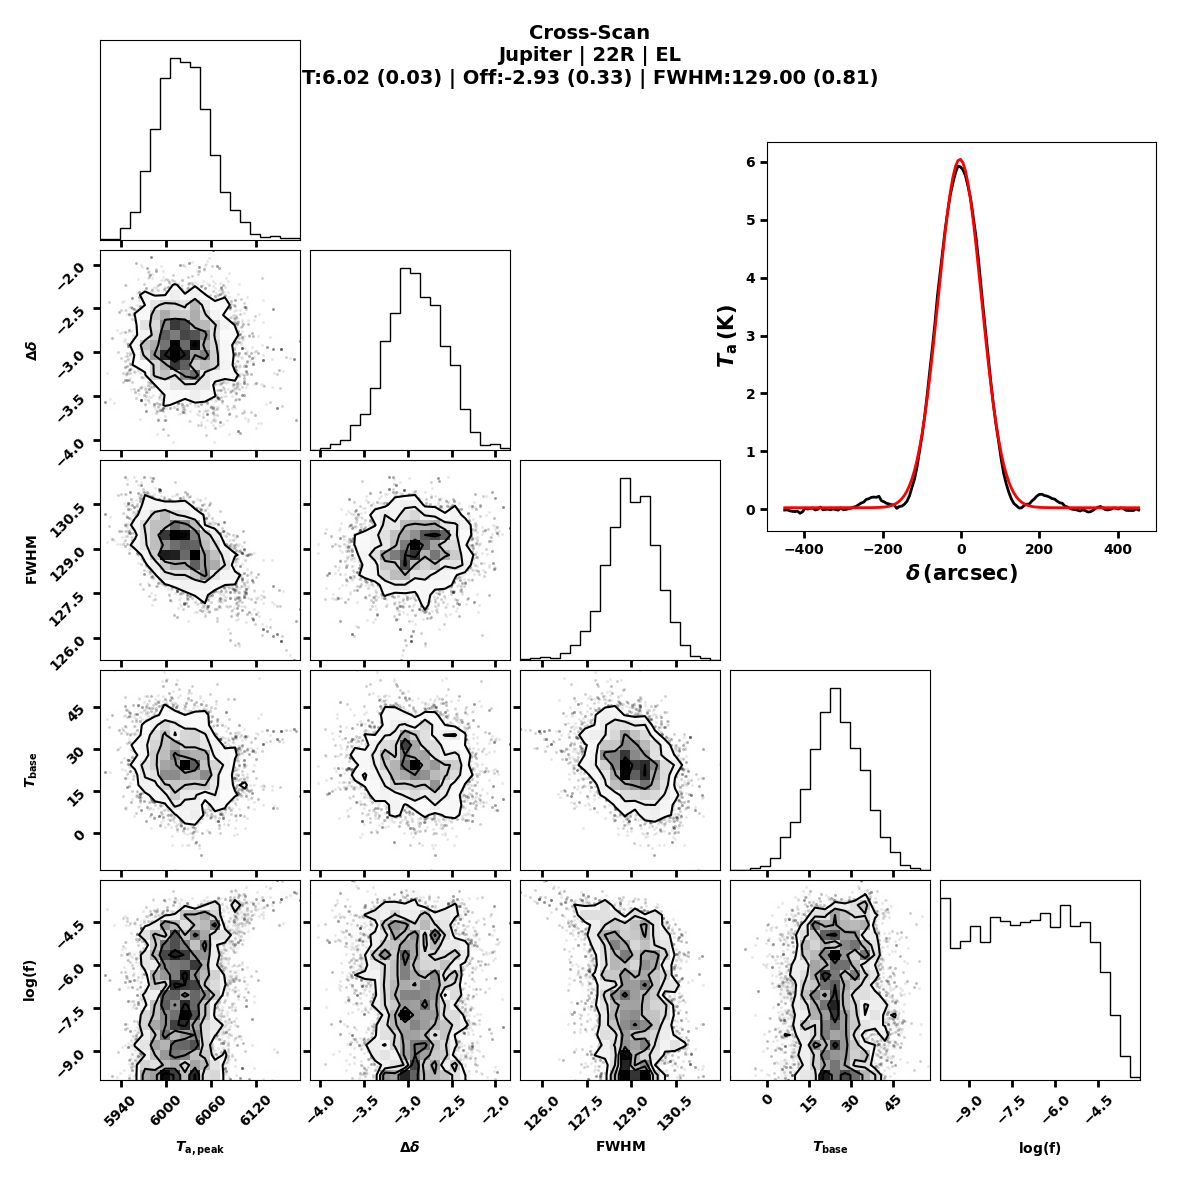 Cross-Scan
Jupiter | 22R | EL
T:6.02 (0.03) | Off:-2.93 (0.33) | FWHM:129.00 (0.81)
6
5
4
3
2
1
0
Ta (K)
−400 −200 0 200 400
δ (arcsec)
−2.0
−2.5
−3.0
−3.5
−4.0
Δδ
130.5
129.0
127.5
126.0
FWHM
45
30
15
0
Tbase
−4.5
−6.0
−7.5
−9.0
log(f)
5940 6000 6060 6120 −4.0 −3.5 −3.0 −2.5 −2.0 126.0 127.5 129.0 130.5 0 15 30 45 −9.0 −7.5 −6.0 −4.5
Ta,peak Δδ FWHM Tbase log(f)